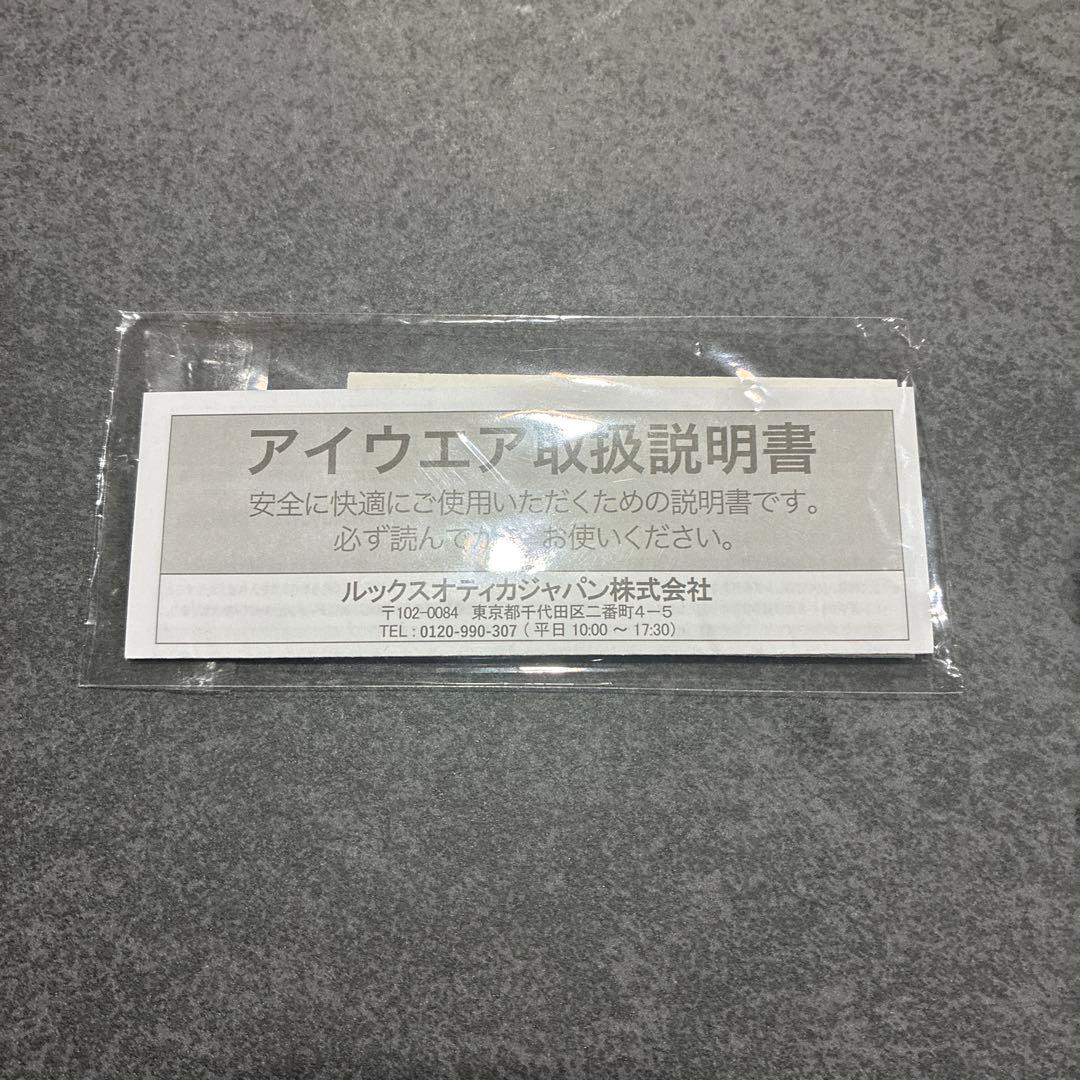 アイウエア取扱説明書
安全に快適にご使用いただくための説明書です。
必ず読んでか お使いください。
ルックスオティカジャパン株式会社
〒102-0084 東京都千代田区二番町4－5
TEL : 0120-990-307 ( 平日 10:00 ～ 17:30)